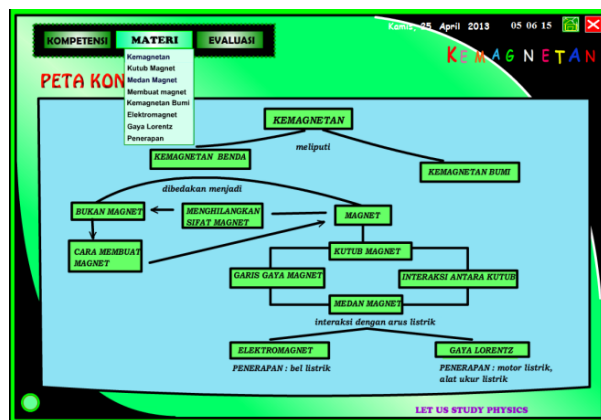 Kamis, 25 April 2013 05 06 15
KOMPETENSI MATERI EVALUASI
KEMAGNETAN
Kemagnetan
Kutub Magnet
Medan Magnet
Membuat magnet
Kemagnetan Bumi
Elektromagnet
Gaya Lorentz
Penerapan
PETA KON
KEMAGNETAN
meliputi
KEMAGNETAN BENDA
KEMAGNETAN BUMI
dibedakan menjadi
BUKAN MAGNET
MENGHILANGKAN
SIFAT MAGNET
MAGNET
CARA MEMBUAT
MAGNET
KUTUB MAGNET
GARIS GAYA MAGNET
INTERAKSI ANTARA KUTUB
MEDAN MAGNET
interaksi dengan arus listrik
ELEKTROMAGNET
GAYA LORENTZ
PENERAPAN : bel listrik
PENERAPAN : motor listrik,
alat ukur listrik
LET US STUDY PHYSICS